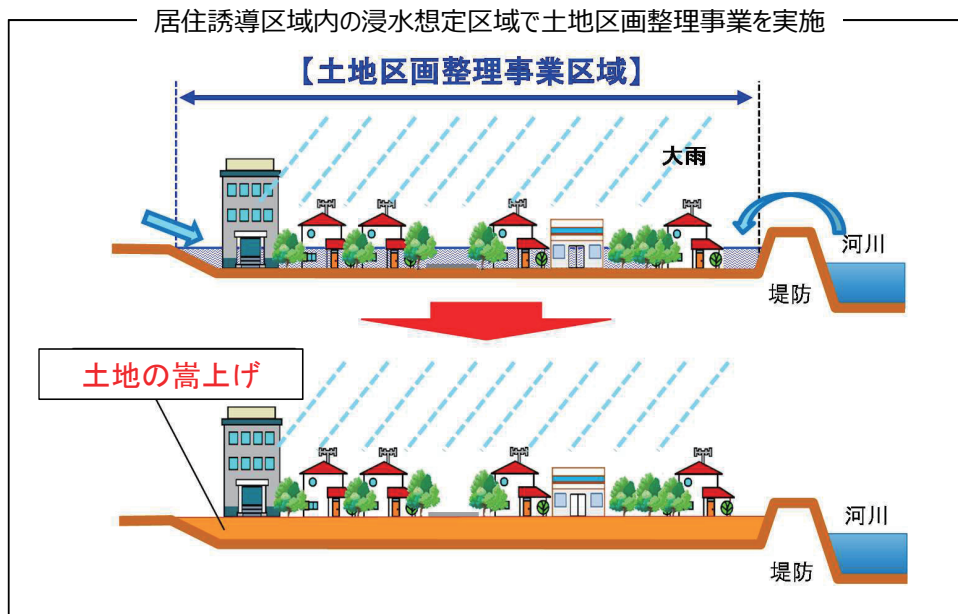 居住誘導区域内の浸水想定区域で土地区画整理事業を実施
【土地区画整理事業区域】
大雨
河川
堤防
土地の嵩上げ
河川
堤防